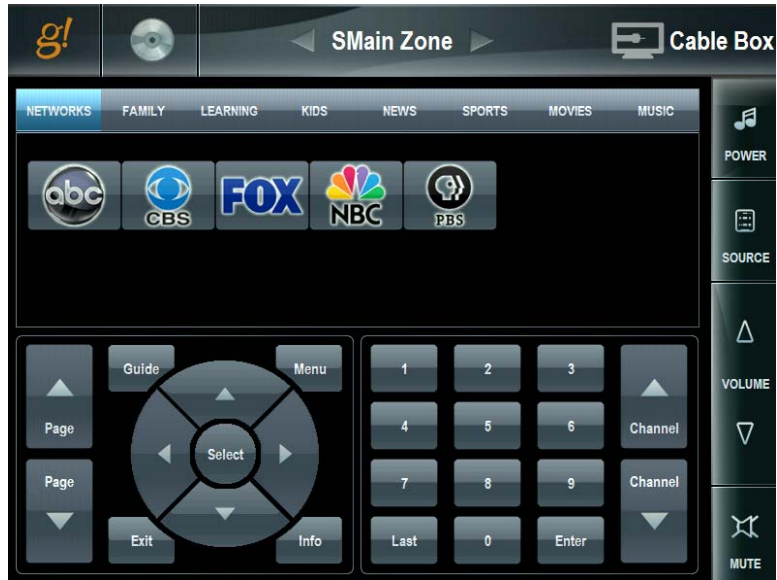 g!
SMain Zone
Cable Box
NETWORKS FAMILY LEARNING KIDS NEWS SPORTS MOVIES MUSIC
abc CBS FOX NBC PBS
POWER
SOURCE
VOLUME
MUTE
Guide Menu
Page
Select
Page
Exit Info
1 2 3
4 5 6 Channel
7 8 9 Channel
Last 0 Enter